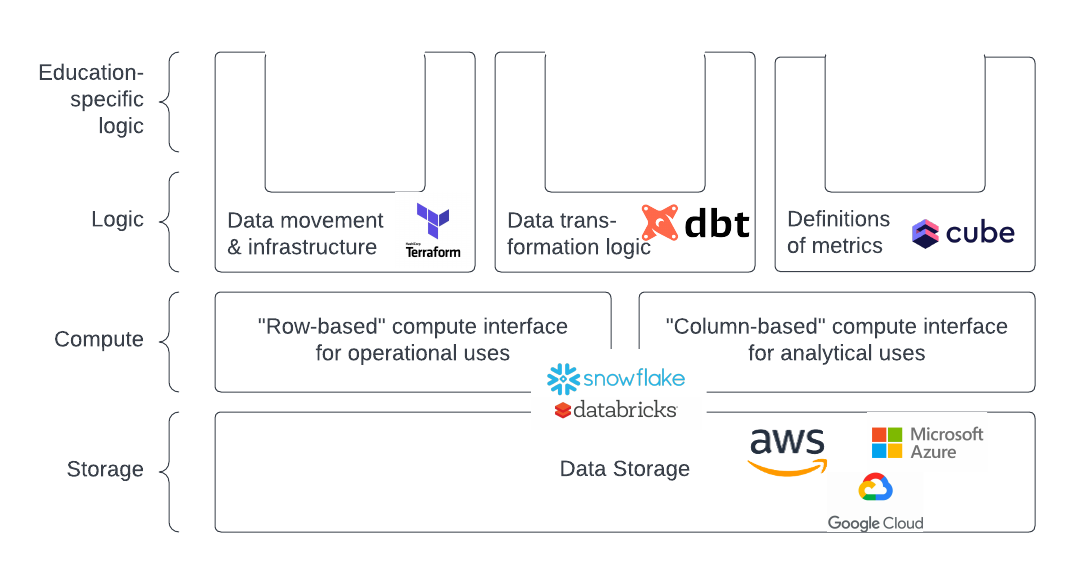 Education-
specific
logic
Logic
Data movement
& infrastructure
HashiCorp
Terraform
Data trans-
formation logic
dbt
Definitions
of metrics
cube
Compute
"Row-based" compute interface
for operational uses
"Column-based" compute interface
for analytical uses
snowflake
databricks
Storage
Data Storage
aws
Microsoft
Azure
Google Cloud